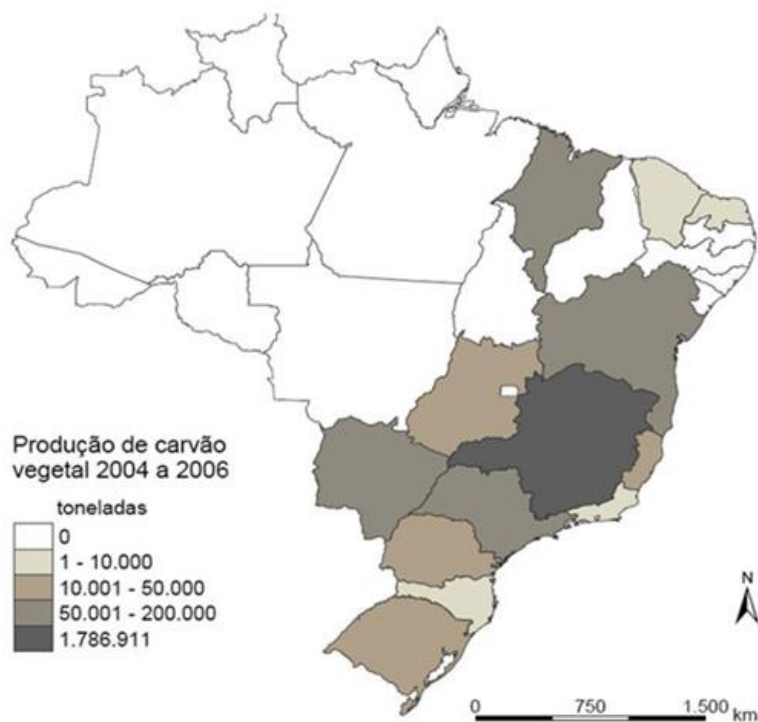 Produção de carvão
vegetal 2004 a 2006
toneladas
0
1 - 10.000
10.001 - 50.000
50.001 - 200.000
1.786.911
N
0 750 1.500 km